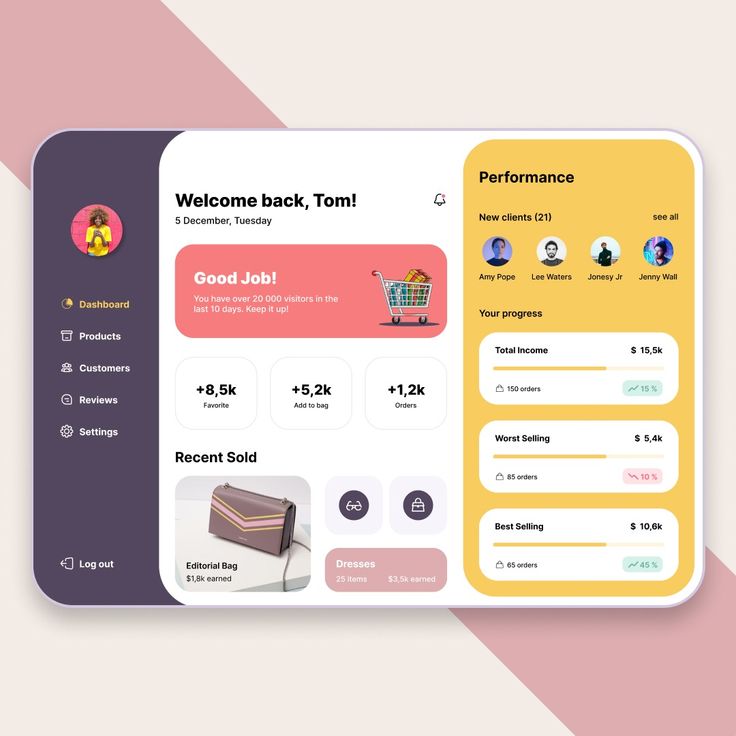 Dashboard
Products
Customers
Reviews
Settings
Log out
Welcome back, Tom!
5 December, Tuesday
Good Job!
You have over 20 000 visitors in the
last 10 days. Keep it up!
+8,5k
Favorite
+5,2k
Add to bag
+1,2k
Orders
Recent Sold
Editorial Bag
$1,8k earned
Dresses
25 items
$3,5k earned
Performance
New clients (21)
see all
Amy Pope
Lee Waters
Jonesy Jr
Jenny Wall
Your progress
Total Income
$ 15,5k
150 orders
15 %
Worst Selling
$ 5,4k
85 orders
10 %
Best Selling
$ 10,6k
65 orders
45 %